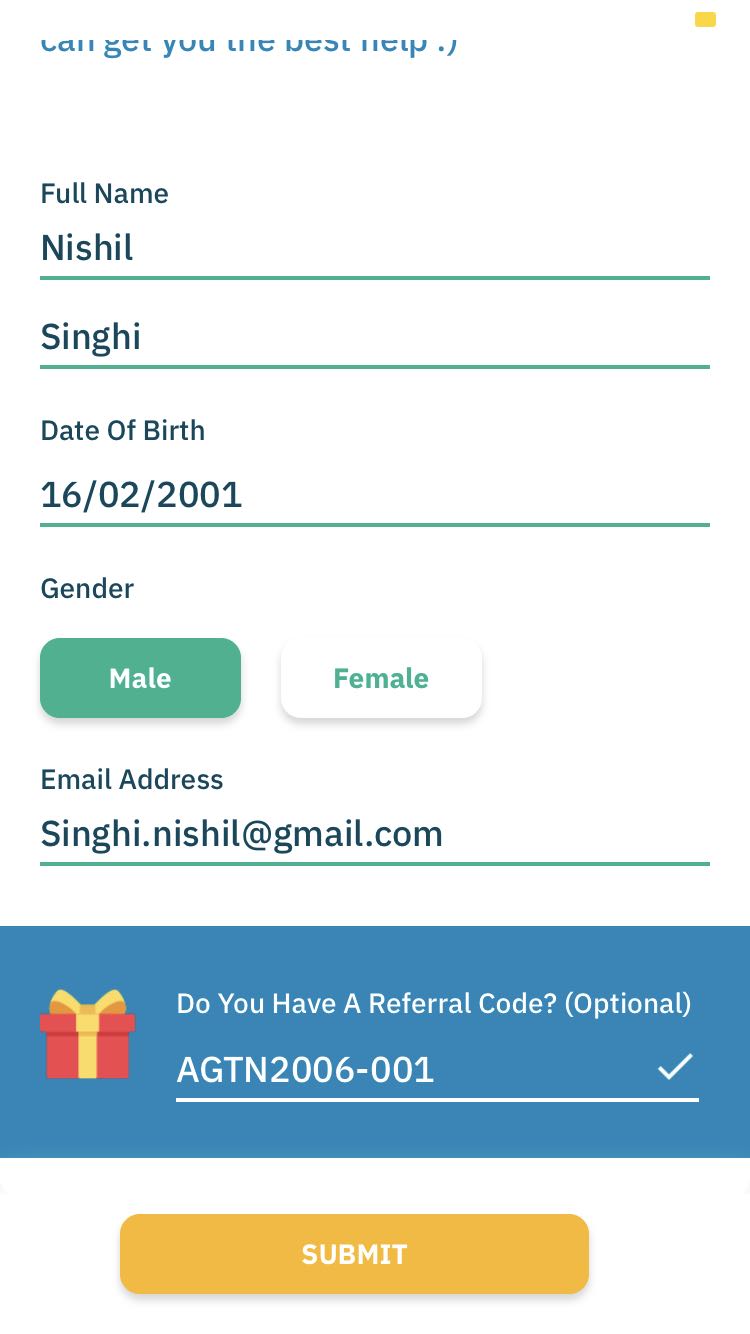 can get you the best help :)
Full Name
Nishil
Singhi
Date Of Birth
16/02/2001
Gender
Male
Female
Email Address
Singhi.nishil@gmail.com
Do You Have A Referral Code? (Optional)
AGTN2006-001
SUBMIT